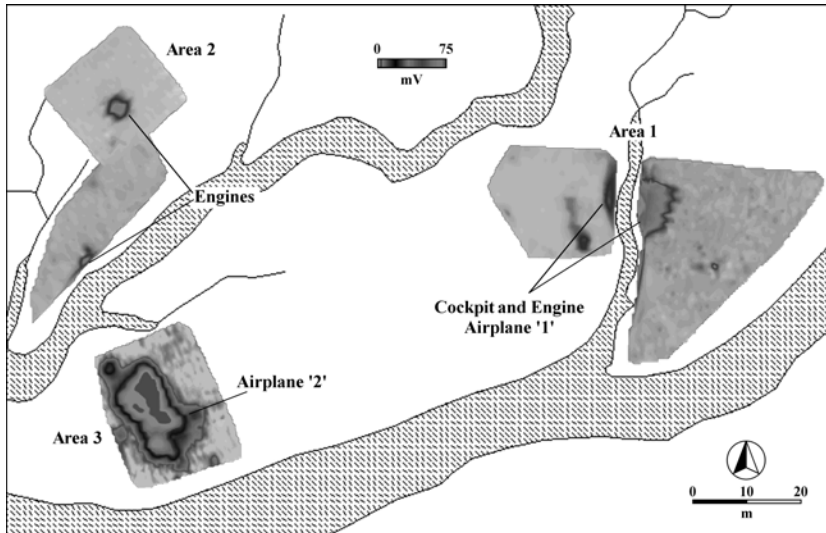 Area 2
0 75
mV
Area 1
Engines
Cockpit and Engine
Airplane '1'
Airplane '2'
Area 3
0 10 20
m